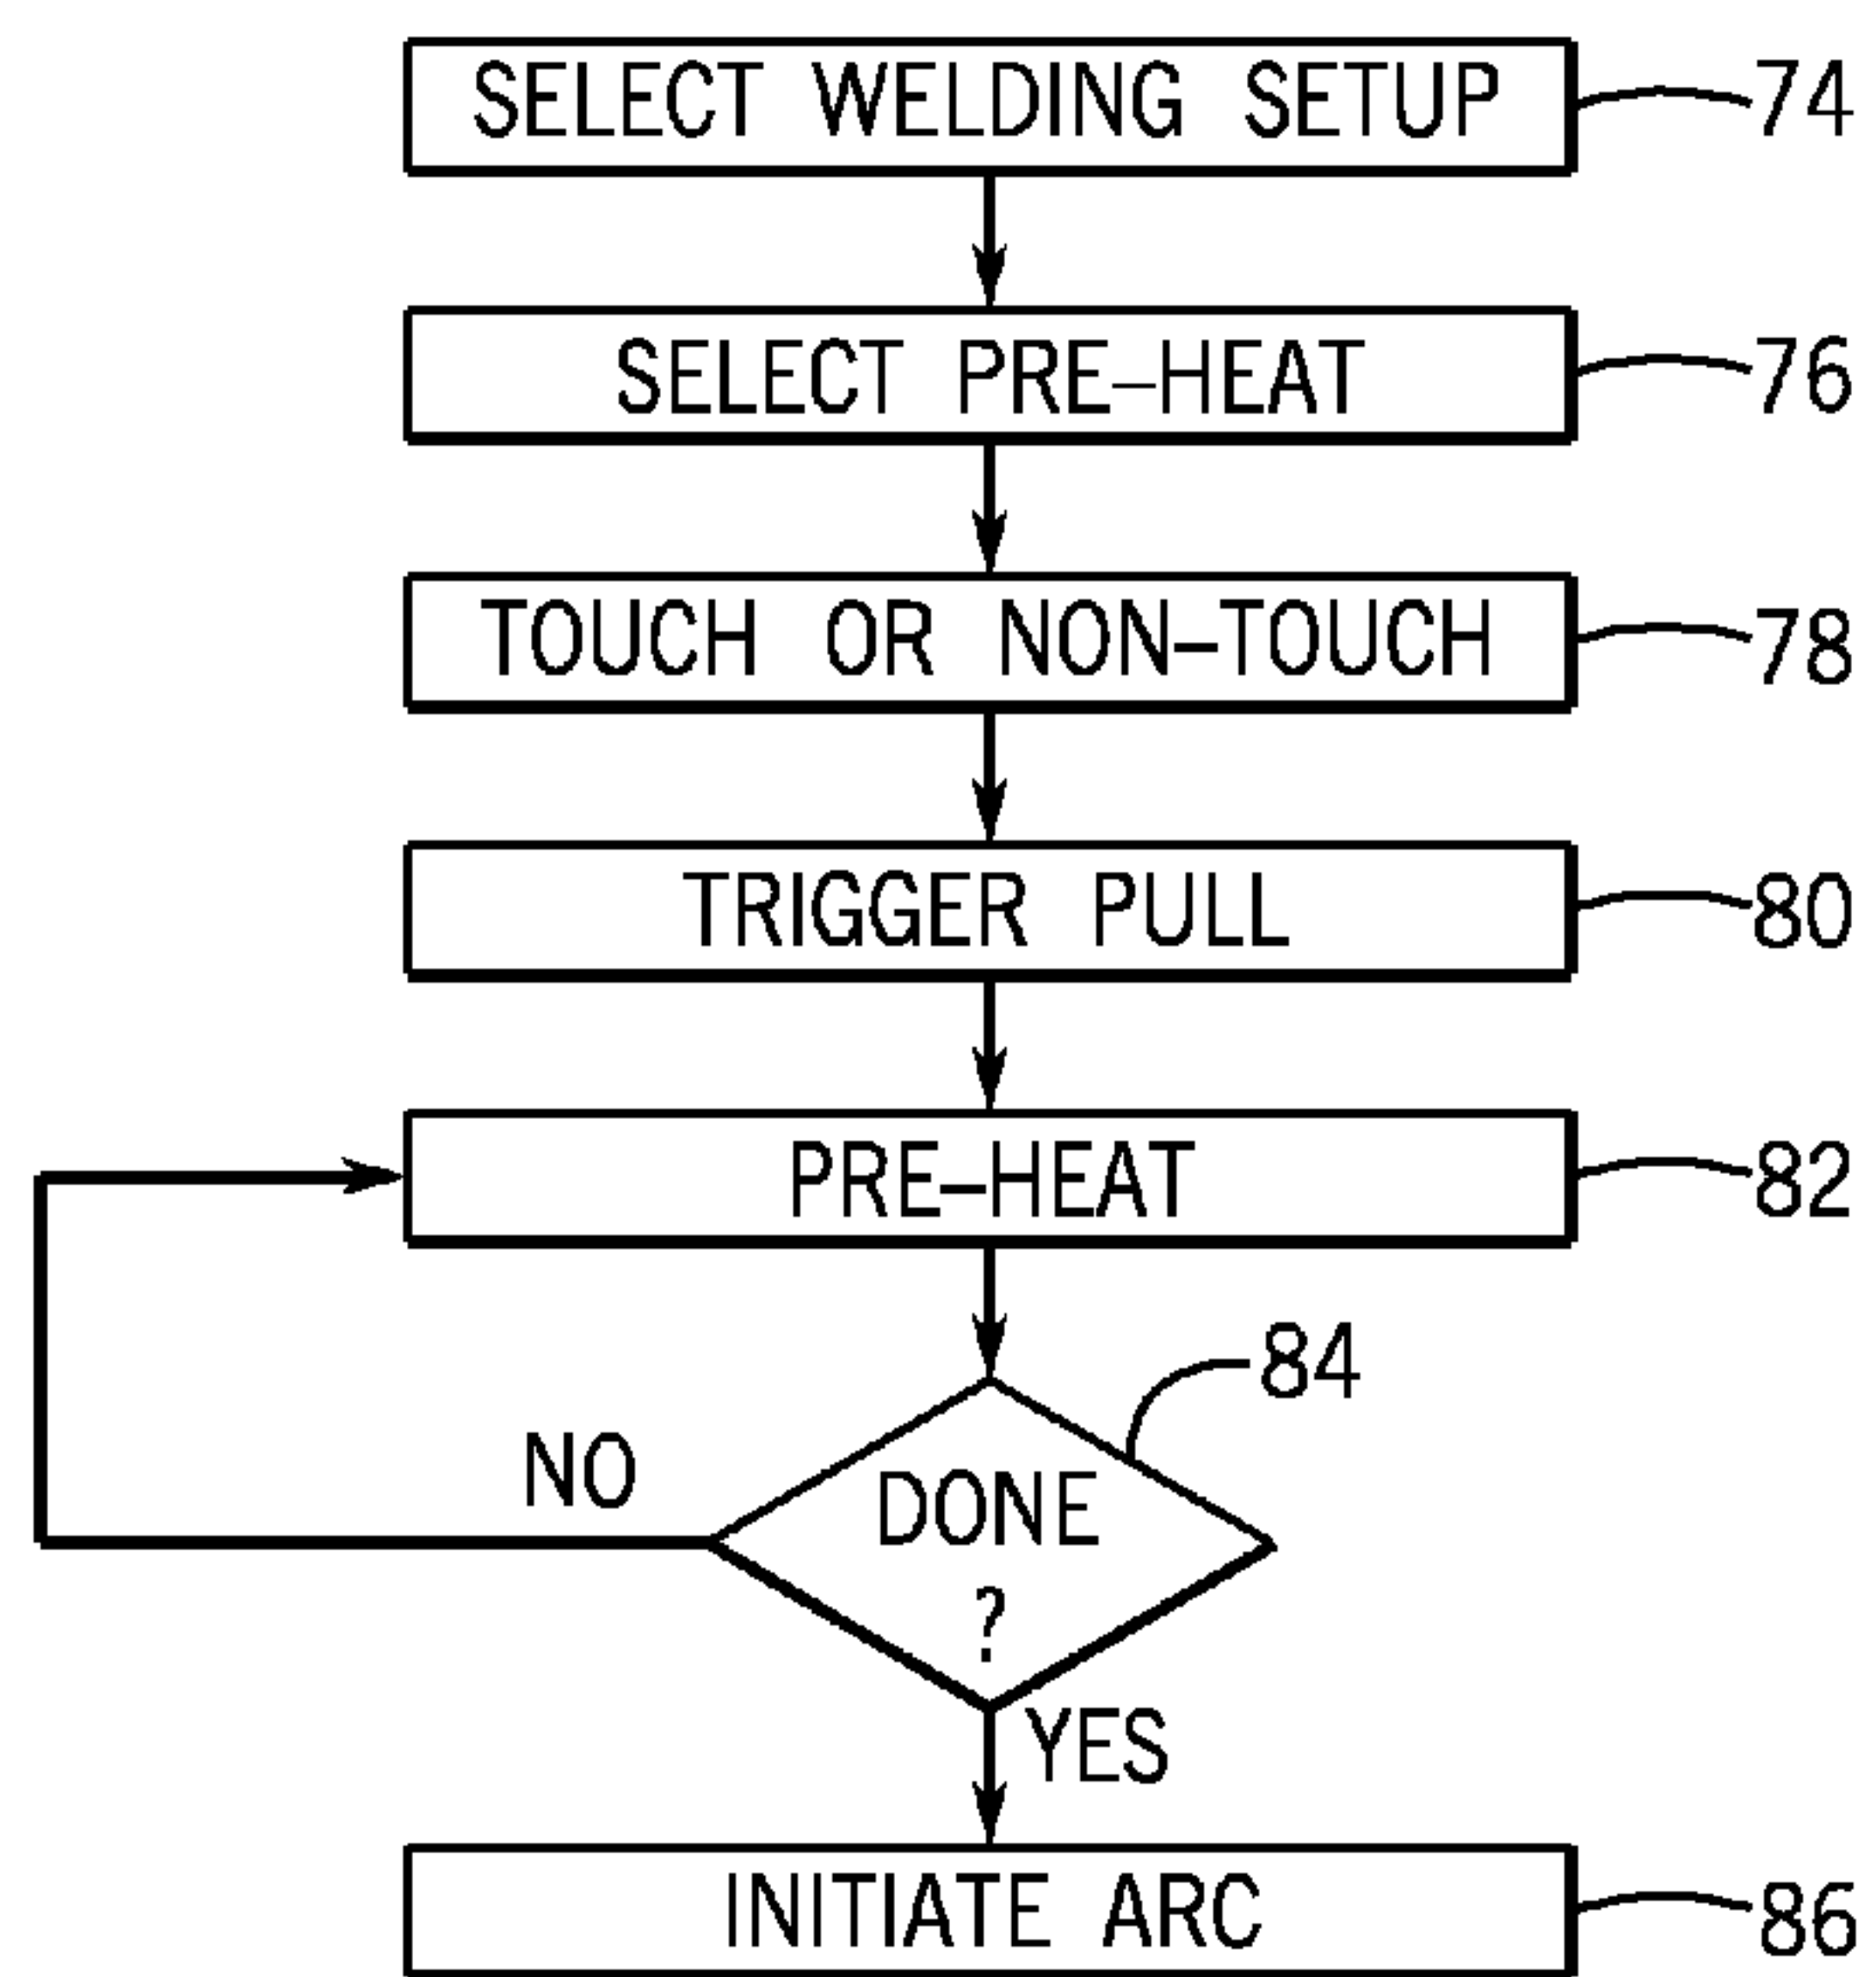 SELECT WELDING SETUP 74
SELECT PRE-HEAT 76
TOUCH OR NON-TOUCH 78
TRIGGER PULL 80
PRE-HEAT 82
84
NO
DONE
?
YES
INITIATE ARC 86